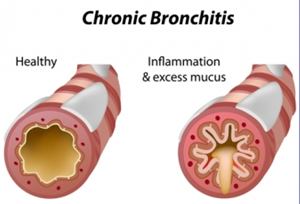 Chronic Bronchitis
Healthy
Inflammation
& excess mucus